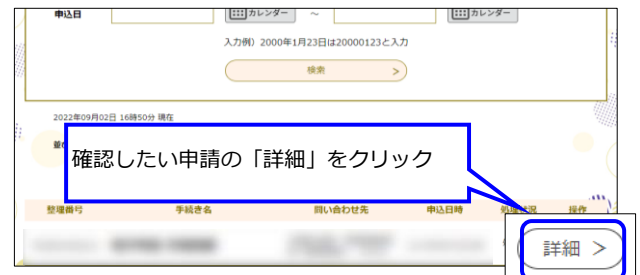 申込日 カレンダー ～ カレンダー
入力例）2000年1月23日は20000123と入力
検索 >
2022年09月02日 16時50分 現在
確認したい申請の「詳細」をクリック
整理番号 手続き名 問い合わせ先 申込日時 処理状況 操作
詳細 >